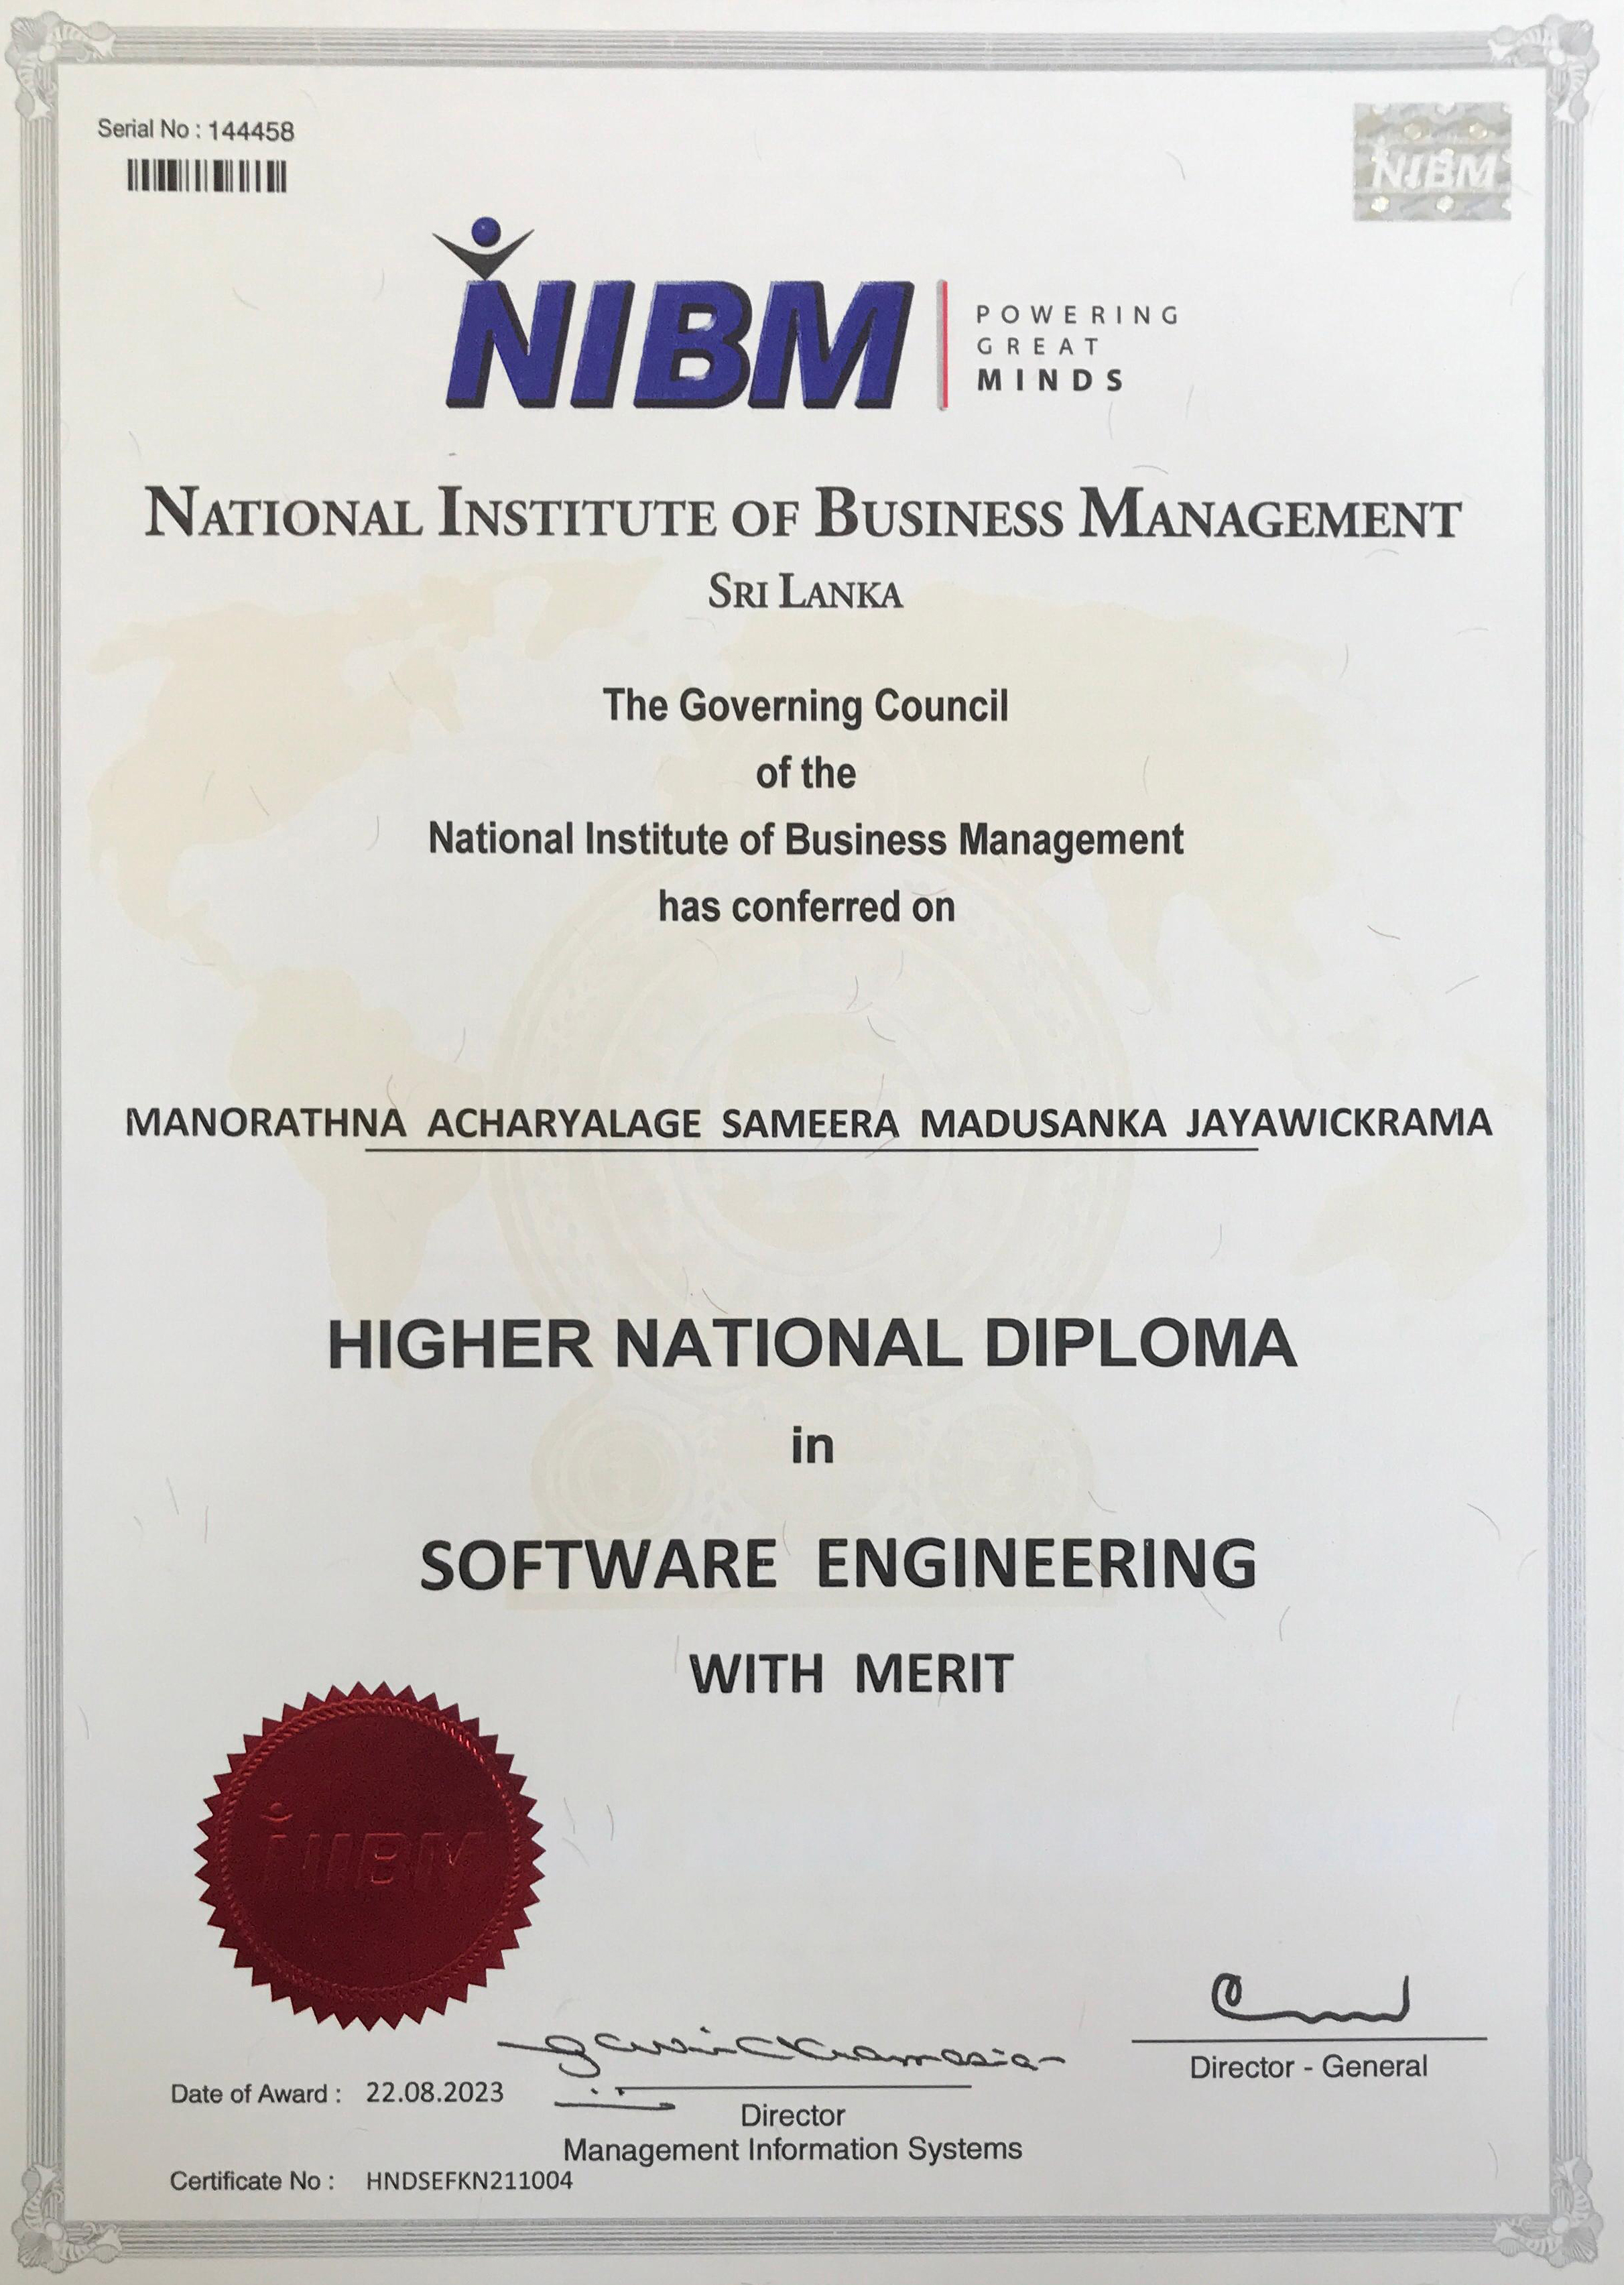 Serial No : 144458
NIBM
NIBM
POWERING
GREAT
MINDS
NATIONAL INSTITUTE OF BUSINESS MANAGEMENT
SRI LANKA
The Governing Council
of the
National Institute of Business Management
has conferred on
MANORATHNA ACHARYALAGE SAMEERA MADUSANKA JAYAWICKRAMA
HIGHER NATIONAL DIPLOMA
in
SOFTWARE ENGINEERING
WITH MERIT
NIBM
Director - General
Date of Award : 22.08.2023
Director
Management Information Systems
Certificate No : HNDSEFKN211004